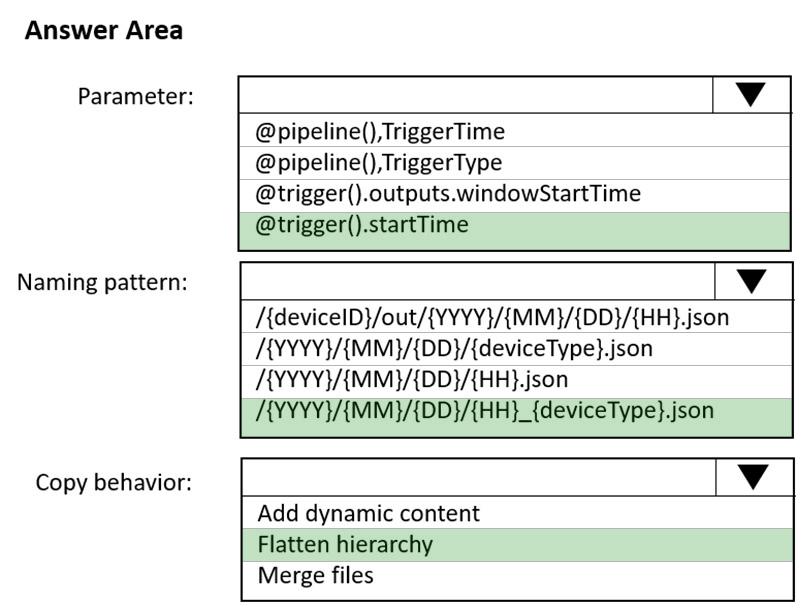 Answer Area
Parameter:
@pipeline(),TriggerTime
@pipeline(),TriggerType
@trigger().outputs.windowStartTime
@trigger().startTime
Naming pattern:
/{deviceID}/out/{YYYY}/{MM}/{DD}/{HH}.json
/{YYYY}/{MM}/{DD}/{deviceType}.json
/{YYYY}/{MM}/{DD}/{HH}.json
/{YYYY}/{MM}/{DD}/{HH}_{deviceType}.json
Copy behavior:
Add dynamic content
Flatten hierarchy
Merge files